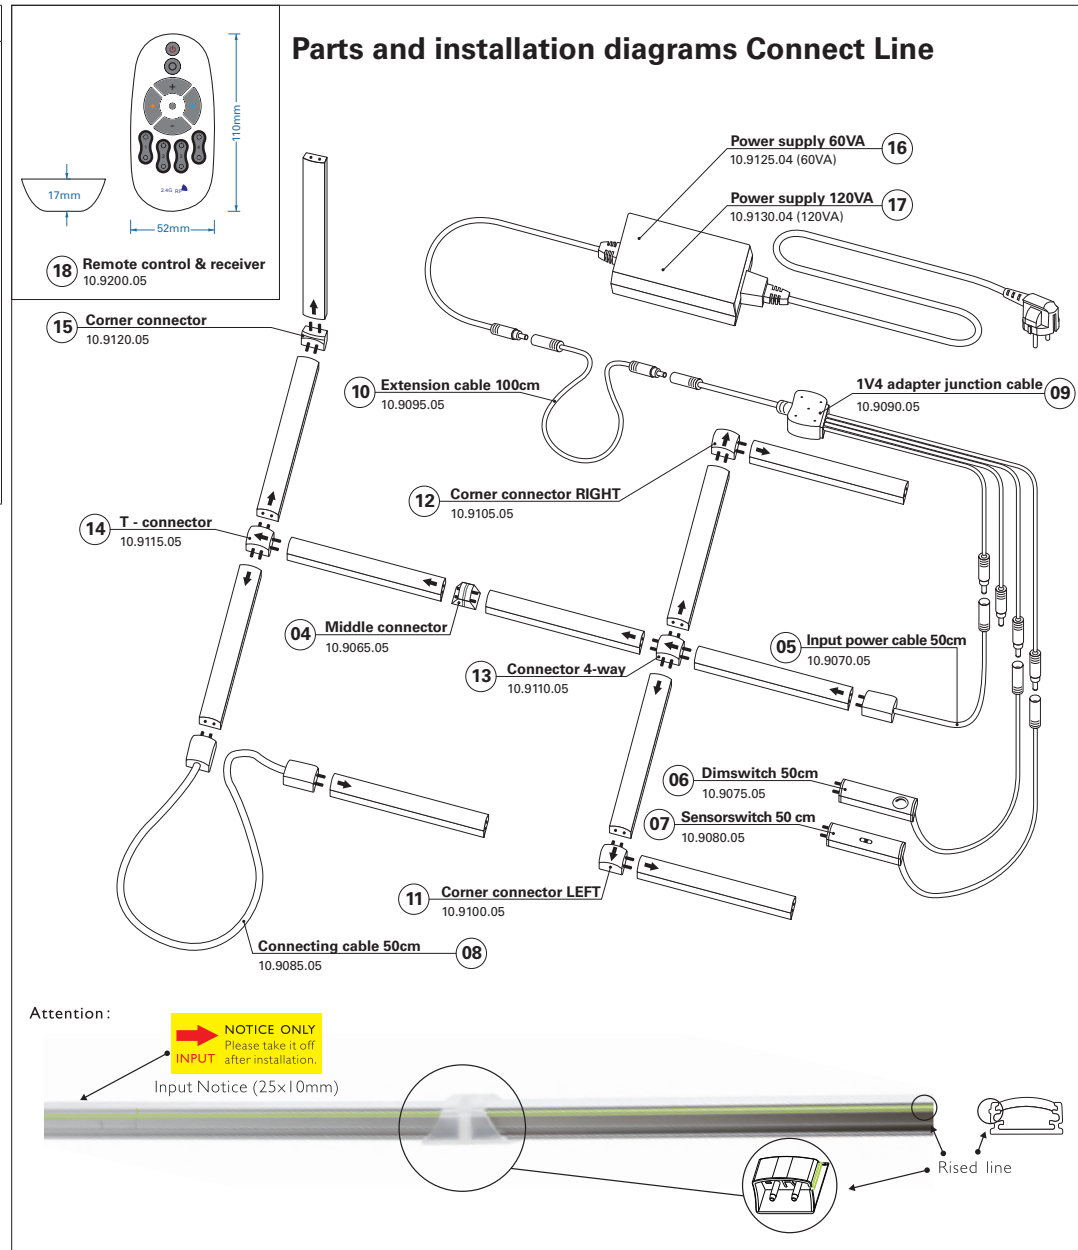 Parts and installation diagrams Connect Line
110mm
17mm
2.4G RF
52mm
18 Remote control & receiver
10.9200.05
Power supply 60VA 16
10.9125.04 (60VA)
Power supply 120VA 17
10.9130.04 (120VA)
15 Corner connector
10.9120.05
10 Extension cable 100cm
10.9095.05
1V4 adapter junction cable 09
10.9090.05
12 Corner connector RIGHT
10.9105.05
14 T - connector
10.9115.05
04 Middle connector
10.9065.05
05 Input power cable 50cm
10.9070.05
13 Connector 4-way
10.9110.05
06 Dimswitch 50cm
10.9075.05
07 Sensorswitch 50 cm
10.9080.05
11 Corner connector LEFT
10.9100.05
Connecting cable 50cm 08
10.9085.05
Attention:
NOTICE ONLY
Please take it off
INPUT after installation.
Input Notice (25x10mm)
Rised line